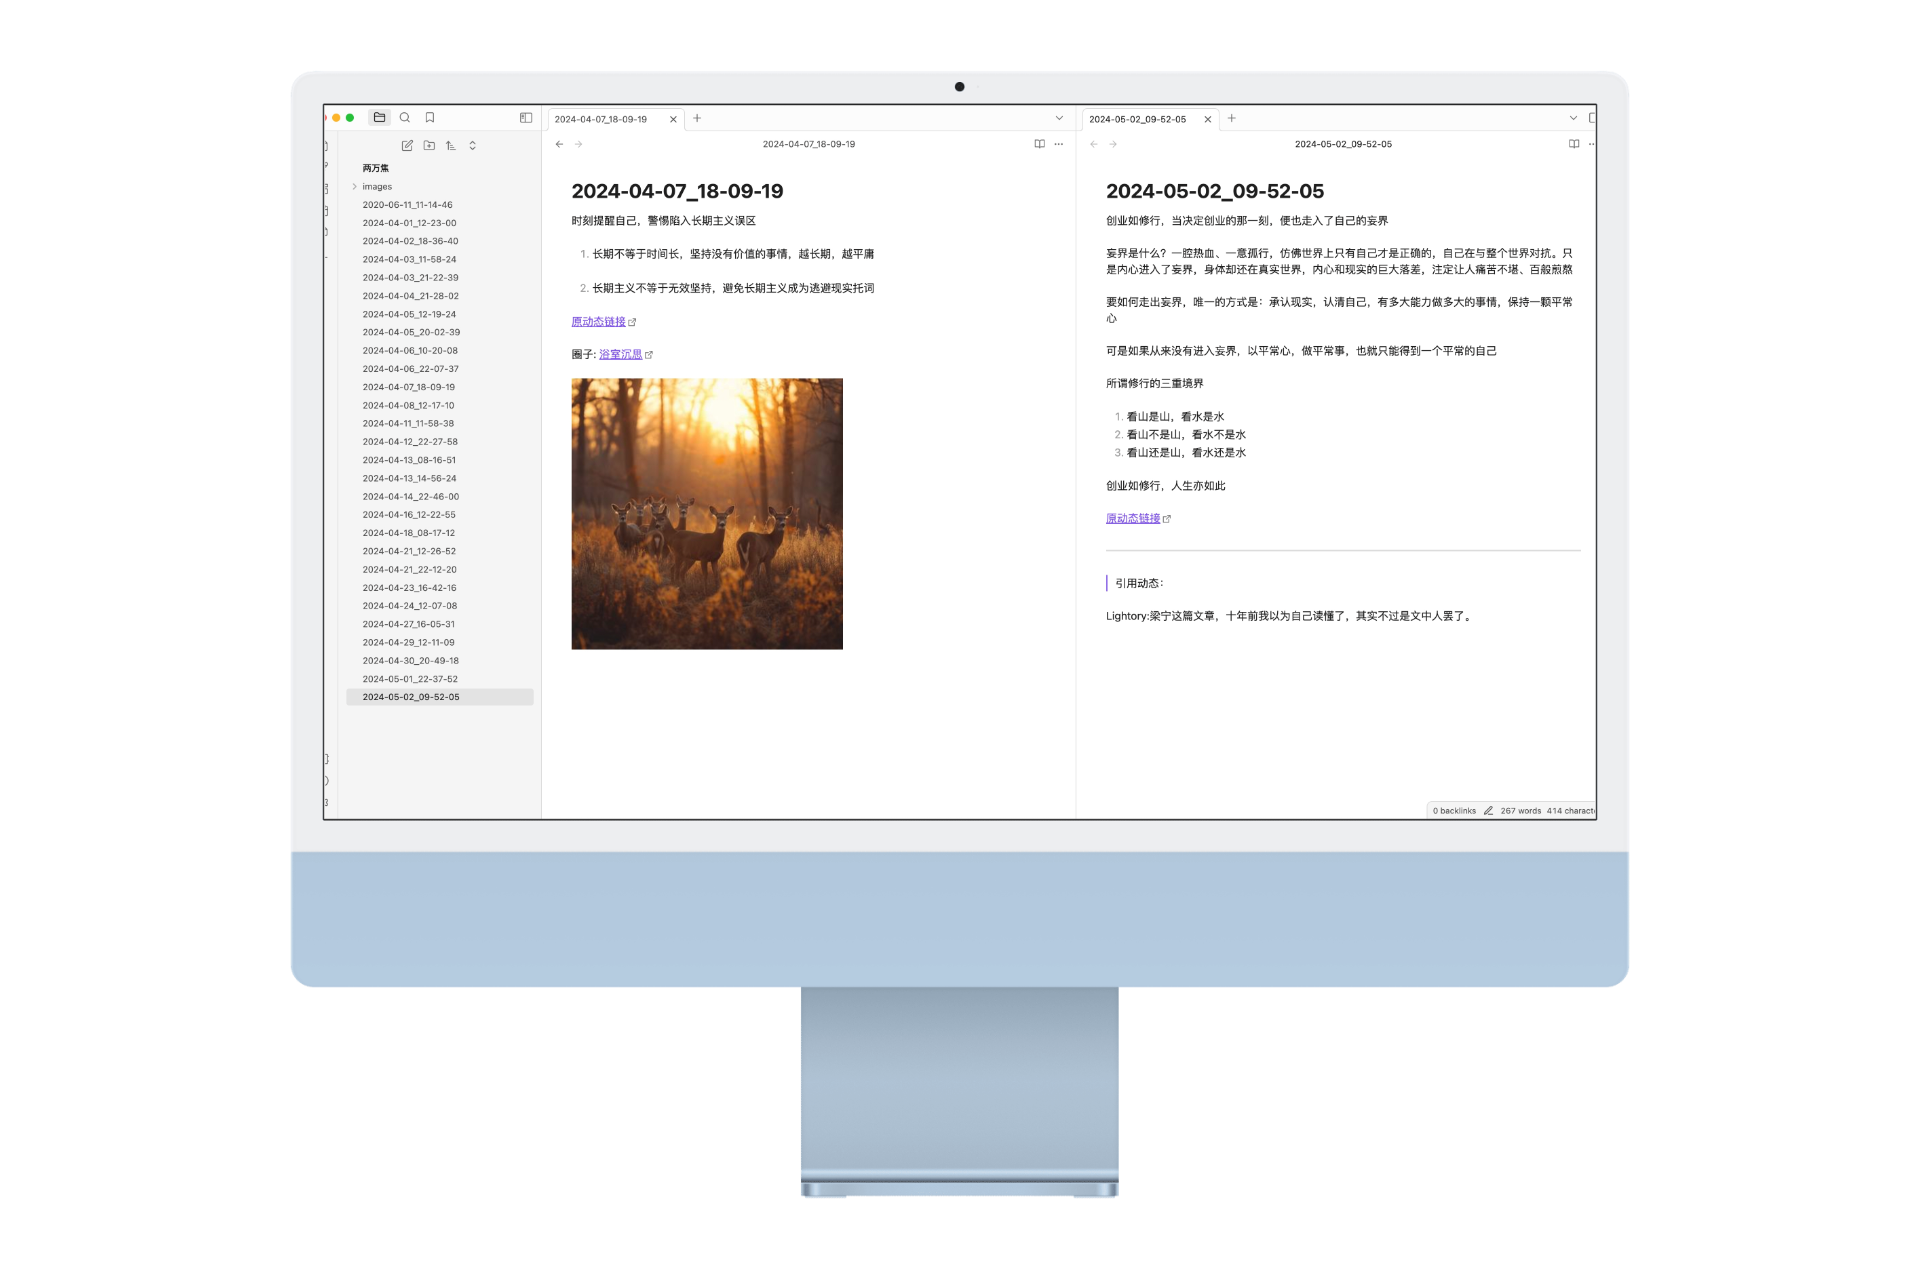 2024-04-07_18-09-19
2024-05-02_09-52-05
2024-04-07_18-09-19
2024-05-02_09-52-05
两万焦
images
2020-06-11_11-14-46
2024-04-01_12-23-00
2024-04-02_18-36-40
2024-04-03_11-58-24
2024-04-03_21-22-39
2024-04-04_21-28-02
2024-04-05_12-19-24
2024-04-05_20-02-39
2024-04-06_10-20-08
2024-04-06_22-07-37
2024-04-07_18-09-19
2024-04-08_12-17-10
2024-04-11_11-58-38
2024-04-12_22-27-58
2024-04-13_08-16-51
2024-04-13_14-56-24
2024-04-14_22-46-00
2024-04-16_12-22-55
2024-04-18_08-17-12
2024-04-21_12-26-52
2024-04-21_22-12-20
2024-04-23_16-42-16
2024-04-24_12-07-08
2024-04-27_16-05-31
2024-04-29_12-11-09
2024-04-30_20-49-18
2024-05-01_22-37-52
2024-05-02_09-52-05
2024-04-07_18-09-19
时刻提醒自己，警惕陷入长期主义误区
1. 长期不等于时间长，坚持没有价值的事情，越长期，越平庸
2. 长期主义不等于无效坚持，避免长期主义成为逃避现实托词
原动态链接
圈子: 浴室沉思
2024-05-02_09-52-05
创业如修行，当决定创业的那一刻，便也走入了自己的妄界
妄界是什么？一腔热血、一意孤行，仿佛世界上只有自己才是正确的，自己在与整个世界对抗。只
是内心进入了妄界，身体却还在真实世界，内心和现实的巨大落差，注定让人痛苦不堪、百般煎熬
要如何走出妄界，唯一的方式是：承认现实，认清自己，有多大能力做多大的事情，保持一颗平常
心
可是如果从来没有进入妄界，以平常心，做平常事，也就只能得到一个平常的自己
所谓修行的三重境界
1. 看山是山，看水是水
2. 看山不是山，看水不是水
3. 看山还是山，看水还是水
创业如修行，人生亦如此
原动态链接
引用动态：
Lightory:梁宁这篇文章，十年前我以为自己读懂了，其实不过是文中人罢了。
0 backlinks 267 words 414 charact